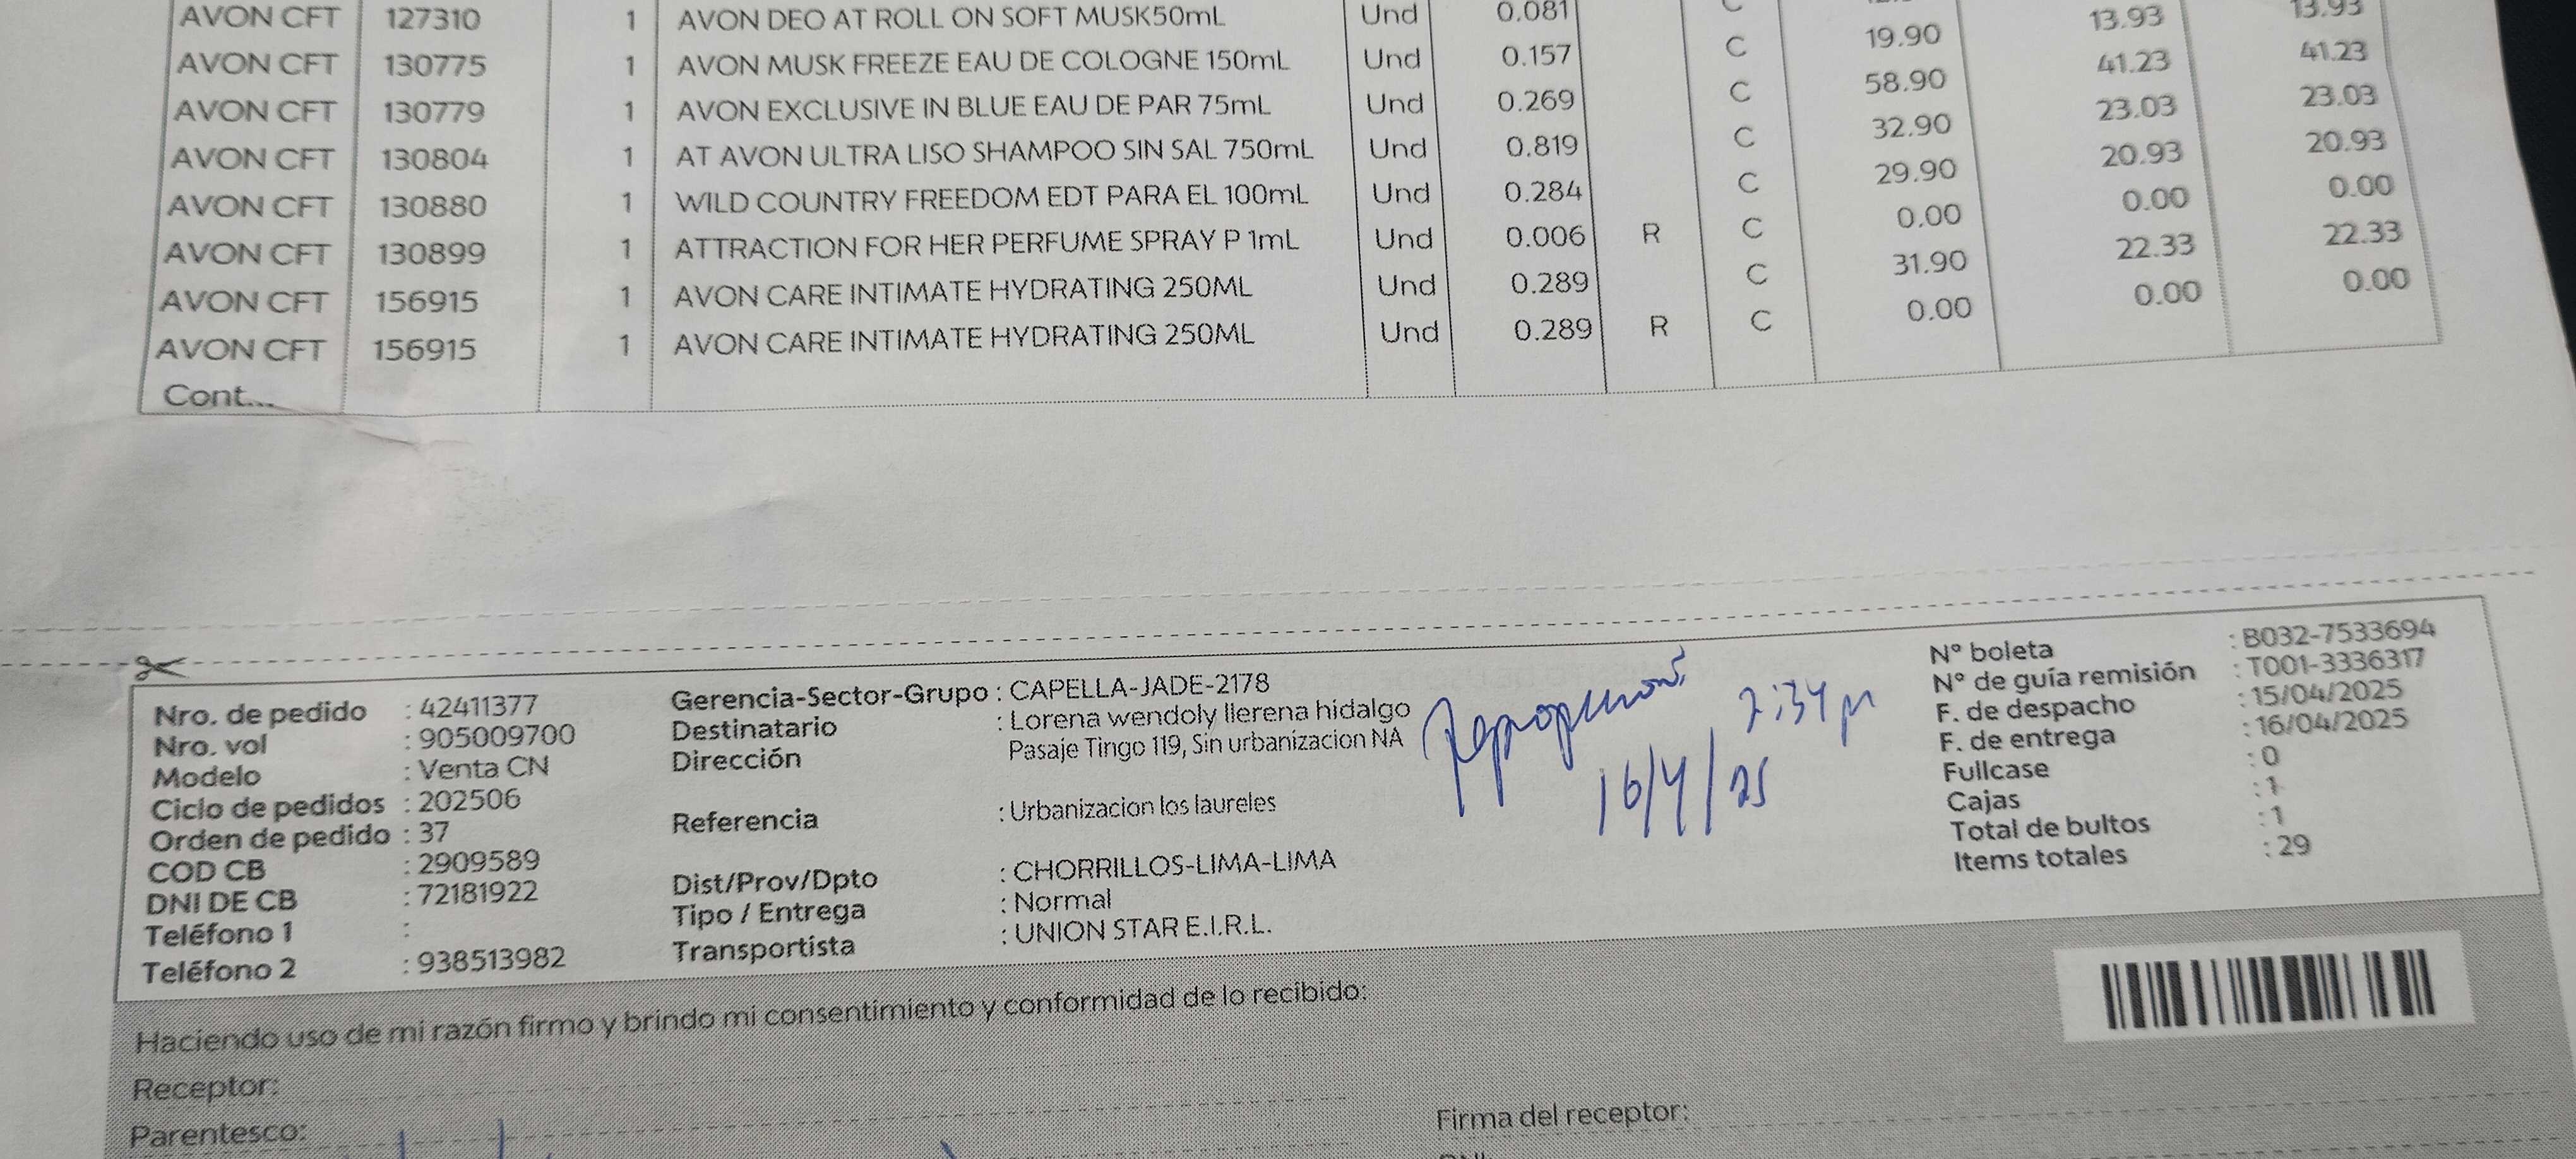 AVON CFT 127310 1 AVON DEO AT ROLL ON SOFT MUSK50mL Und 0.081 C
AVON CFT 130775 1 AVON MUSK FREEZE EAU DE COLOGNE 150mL Und 0.157 C 19.90 13.93 13.93
AVON CFT 130779 1 AVON EXCLUSIVE IN BLUE EAU DE PAR 75mL Und 0.269 C 58.90 41.23 41.23
AVON CFT 130804 1 AT AVON ULTRA LISO SHAMPOO SIN SAL 750mL Und 0.819 C 32.90 23.03 23.03
AVON CFT 130880 1 WILD COUNTRY FREEDOM EDT PARA EL 100mL Und 0.284 C 29.90 20.93 20.93
AVON CFT 130899 1 ATTRACTION FOR HER PERFUME SPRAY P 1mL Und 0.006 R C 0.00 0.00 0.00
AVON CFT 156915 1 AVON CARE INTIMATE HYDRATING 250ML Und 0.289 C 31.90 22.33 22.33
AVON CFT 156915 1 AVON CARE INTIMATE HYDRATING 250ML Und 0.289 R C 0.00 0.00 0.00
Cont...
Nro. de pedido : 42411377
Nro. vol : 905009700
Modelo : Venta CN
Ciclo de pedidos : 202506
Orden de pedido : 37
COD CB : 2909589
DNI DE CB : 72181922
Teléfono 1 :
Teléfono 2 : 938513982
Gerencia-Sector-Grupo : CAPELLA-JADE-2178
Destinatario : Lorena wendoly llerena hidalgo
Dirección Pasaje Tingo 119, Sin urbanizacion NA
Referencia : Urbanizacion los laureles
Dist/Prov/Dpto : CHORRILLOS-LIMA-LIMA
Tipo / Entrega : Normal
Transportista : UNION STAR E.I.R.L.
2:34 pm
16/4/25
N° boleta : B032-7533694
N° de guía remisión : T001-3336317
F. de despacho : 15/04/2025
F. de entrega : 16/04/2025
Fullcase : 0
Cajas : 1
Total de bultos : 1
Items totales : 29
Haciendo uso de mi razón firmo y brindo mi consentimiento y conformidad de lo recibido:
Receptor:
Parentesco:
Firma del receptor: